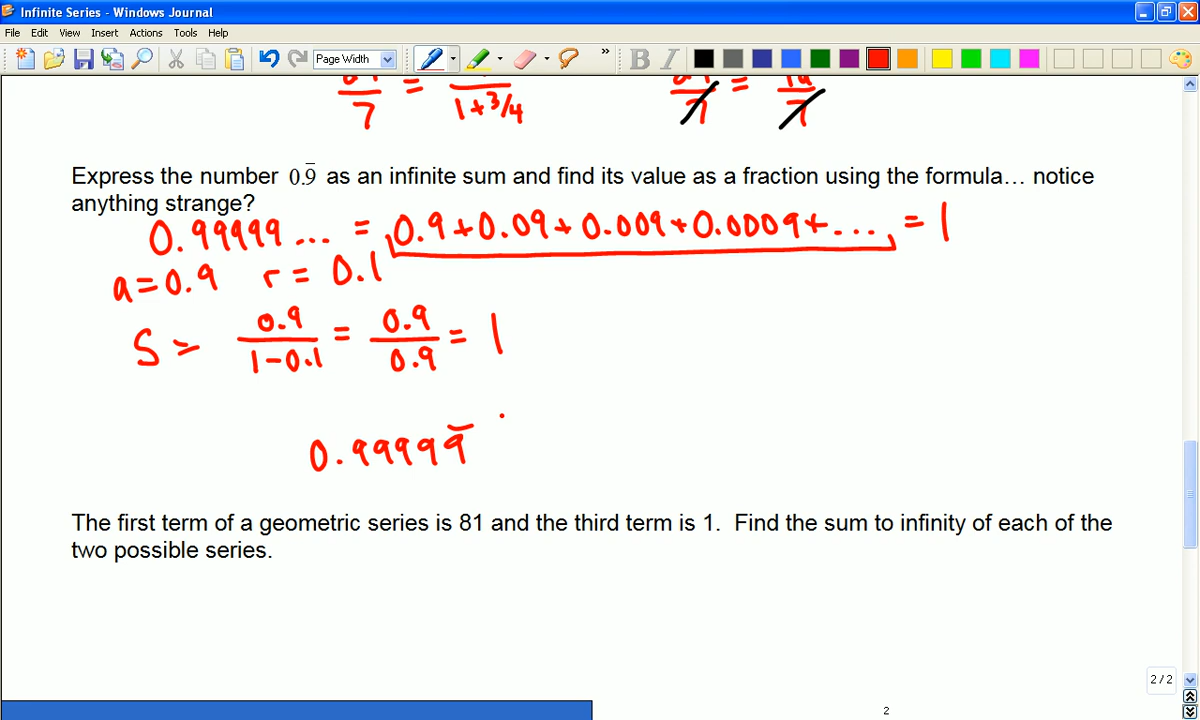 Infinite Series - Windows Journal
File Edit View Insert Actions Tools Help
Page Width
7 = 1+3/4 7 = 7
Express the number 0.9̄ as an infinite sum and find its value as a fraction using the formula… notice
anything strange?
0.99999 ... = 0.9+0.09+0.009+0.0009+... = 1
a=0.9 r = 0.1
S = 0.9/(1-0.1) = 0.9/0.9 = 1
0.99999̄
The first term of a geometric series is 81 and the third term is 1. Find the sum to infinity of each of the
two possible series.
2 / 2
2